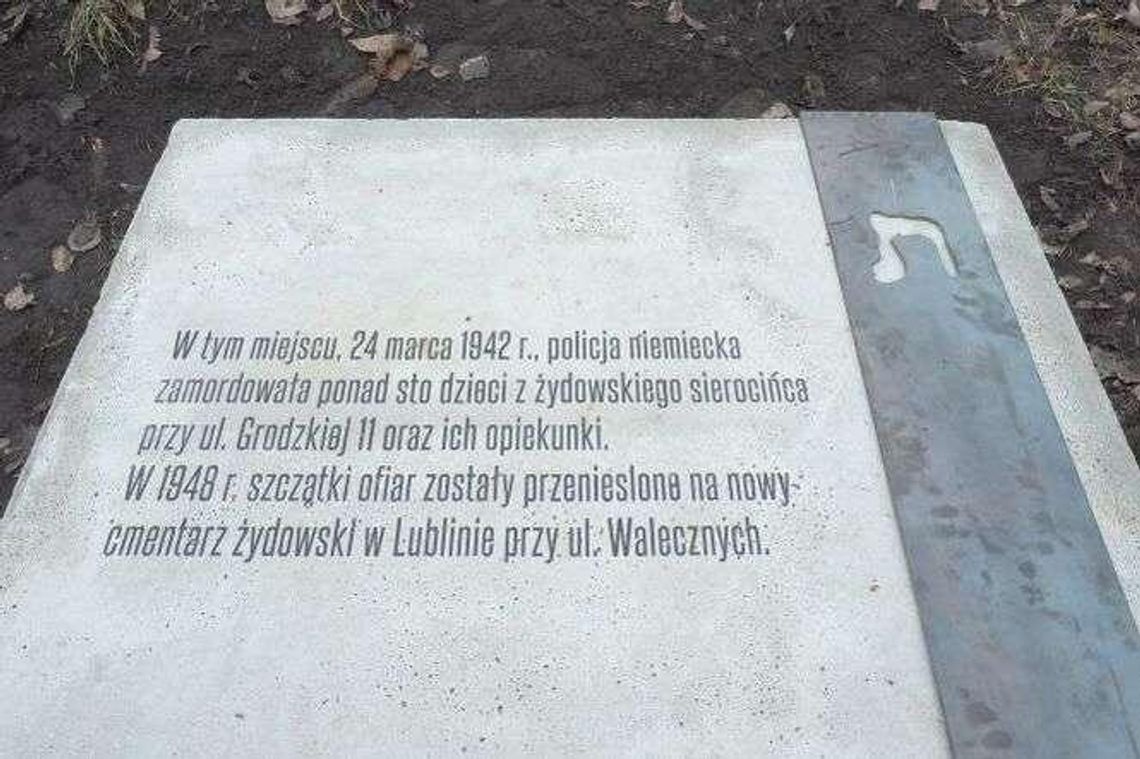 W tym miejscu, 24 marca 1942 r., policja niemiecka
zamordowała ponad sto dzieci z żydowskiego sierocińca
przy ul. Grodzkiej 11 oraz ich opiekunki.
W 1948 r. szczątki ofiar zostały przeniesione na nowy
cmentarz żydowski w Lublinie przy ul. Walecznych.
ת